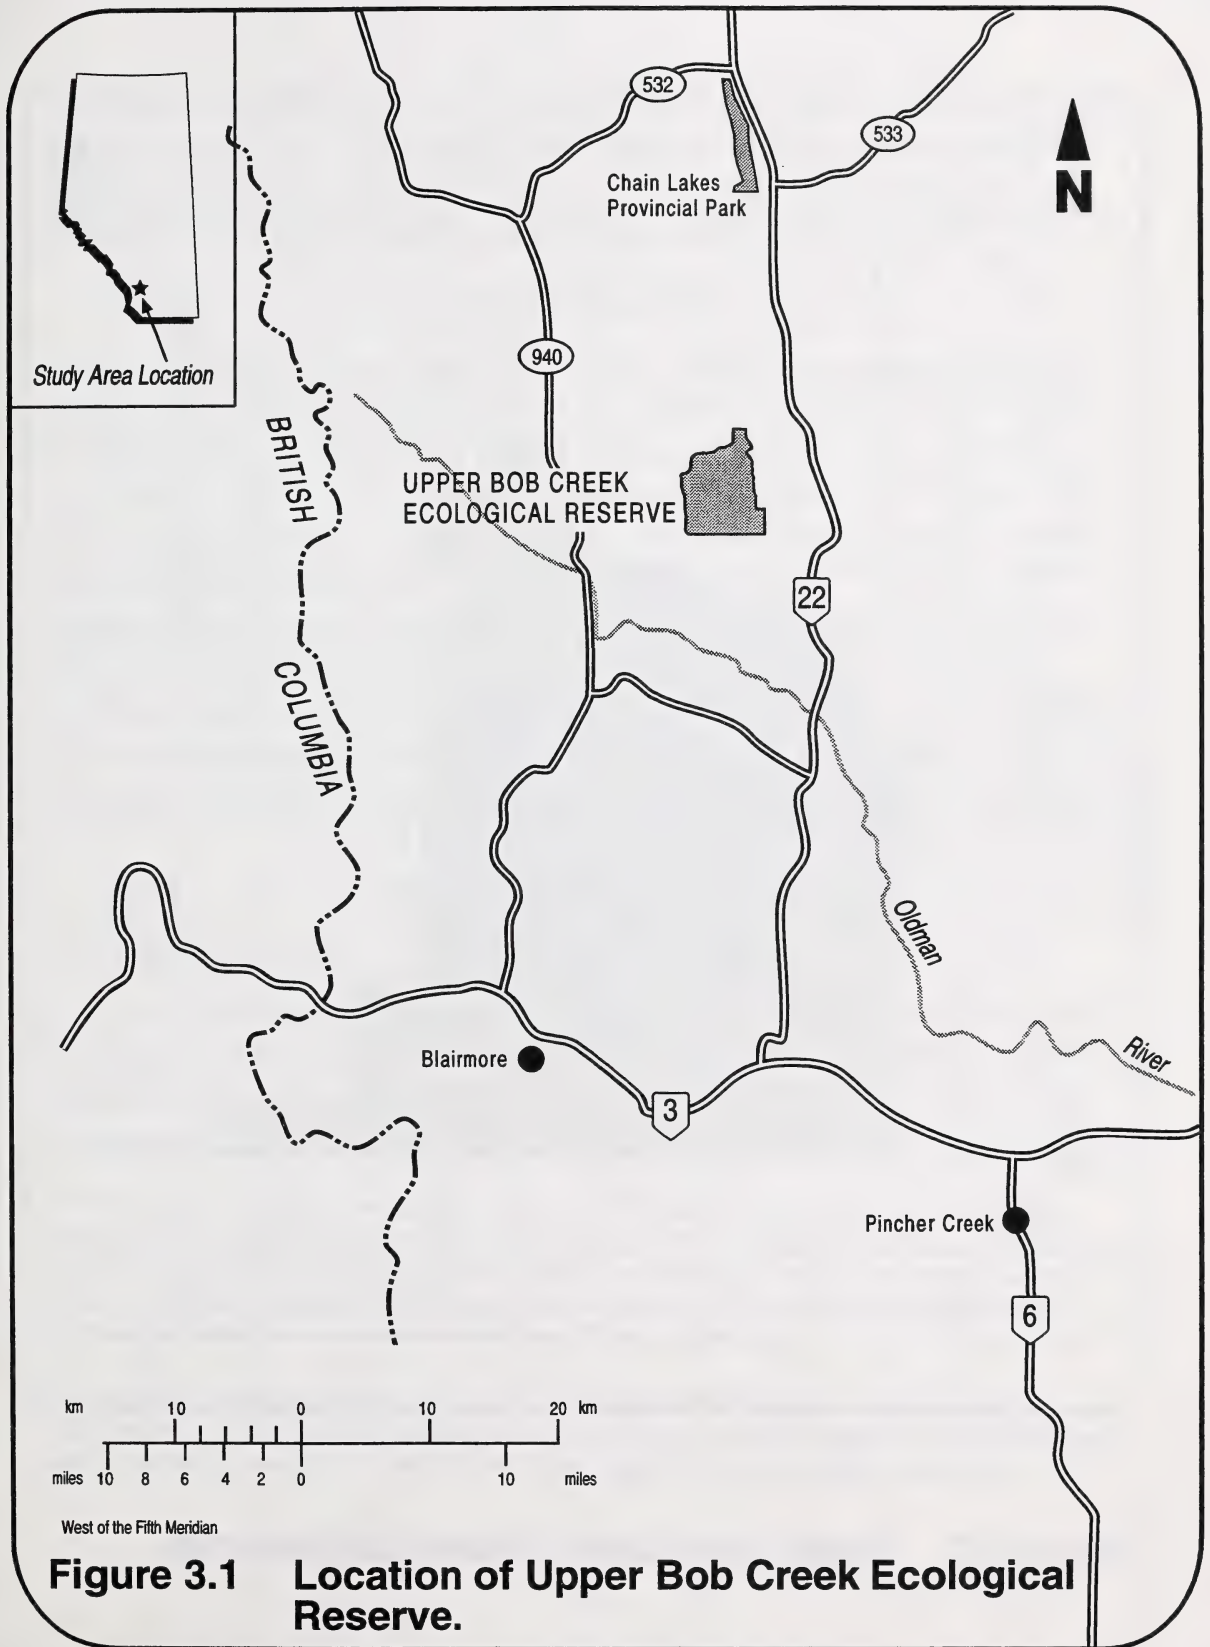 532
533
Chain Lakes
Provincial Park
N
Study Area Location
940
BRITISH
COLUMBIA
UPPER BOB CREEK
ECOLOGICAL RESERVE
22
Oldman
River
Blairmore
3
Pincher Creek
6
km 10 0 10 20 km
miles 10 8 6 4 2 0 10 miles
West of the Fifth Meridian
Figure 3.1 Location of Upper Bob Creek Ecological
Reserve.